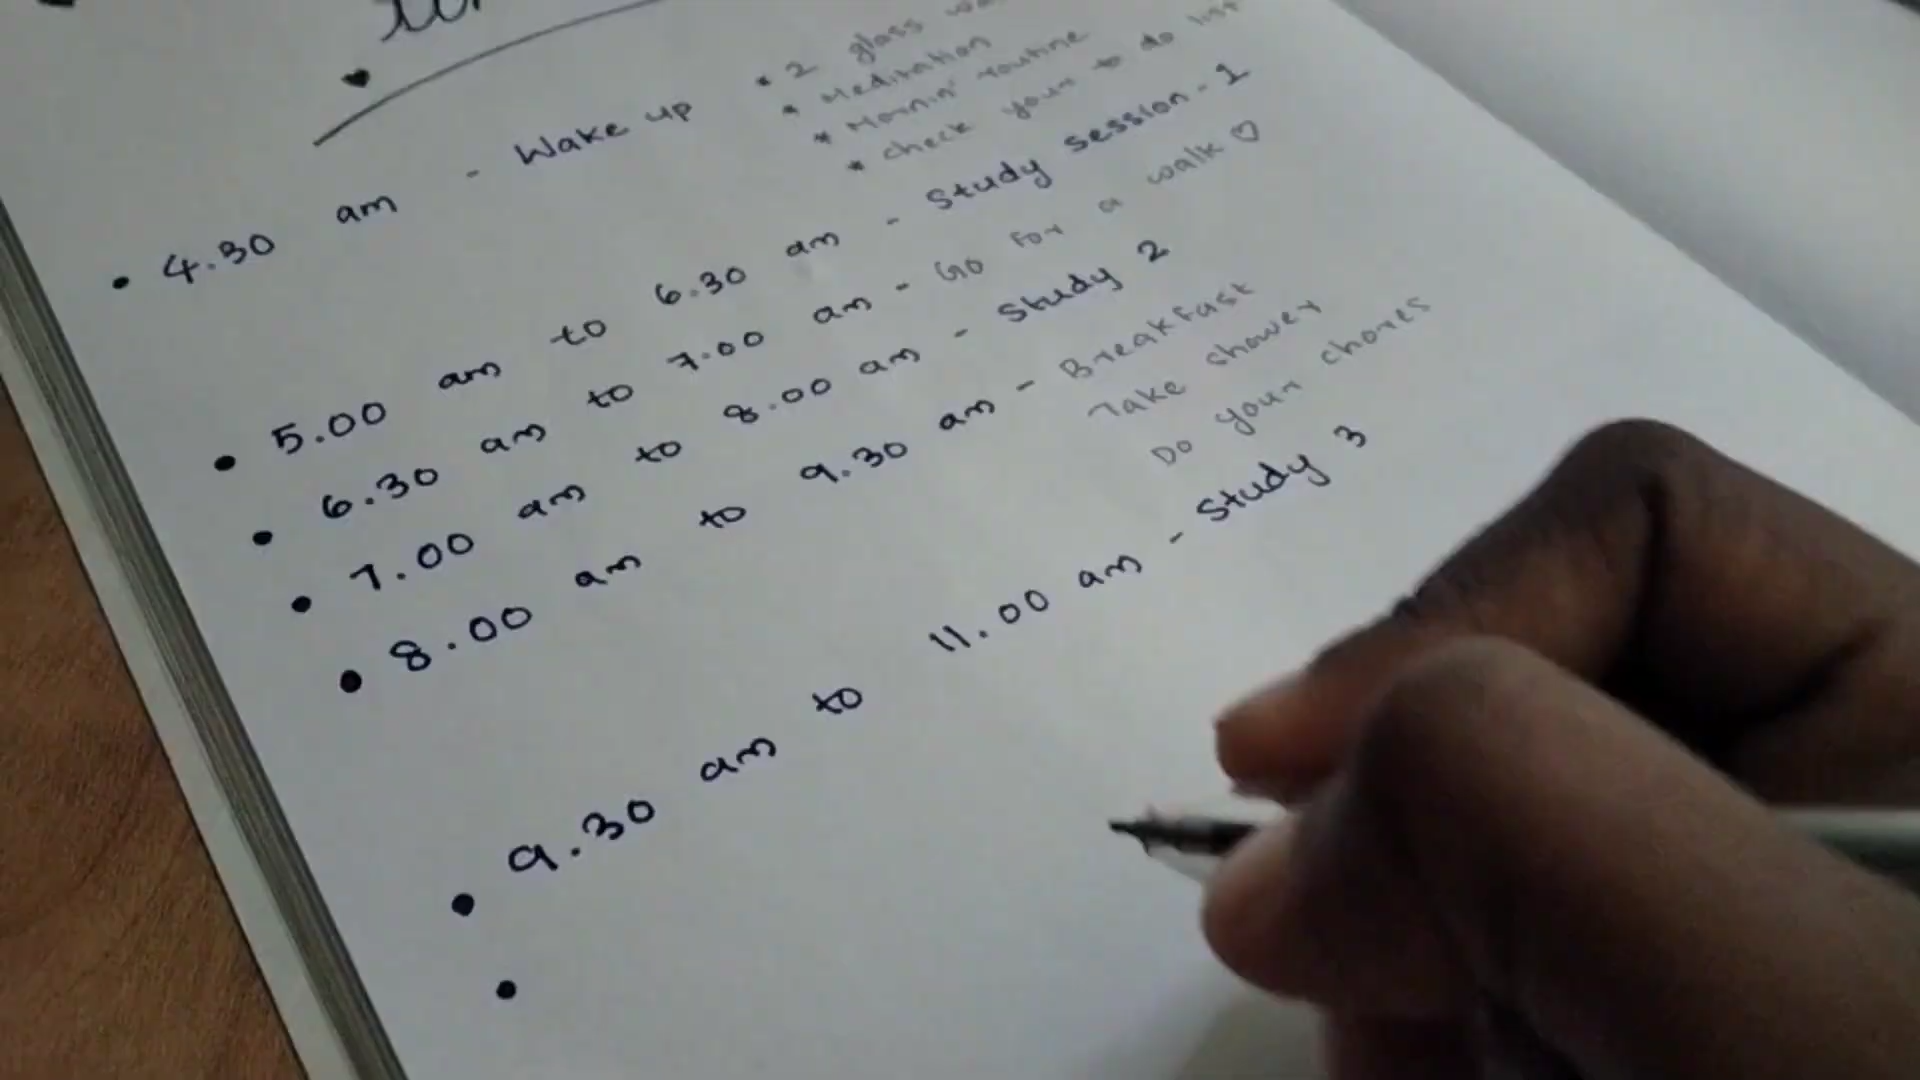 • 4.30 am - Wake up
* 2 glass
* Meditation
* Mornin' routine
* check your to do list
• 5.00 am to 6.30 am - Study session - 1
• 6.30 am to 7.00 am - Go for a walk ♡
• 7.00 am to 8.00 am - Study 2
• 8.00 am to 9.30 am - Breakfast
Take shower
Do your chores
• 9.30 am to 11.00 am - Study 3
•